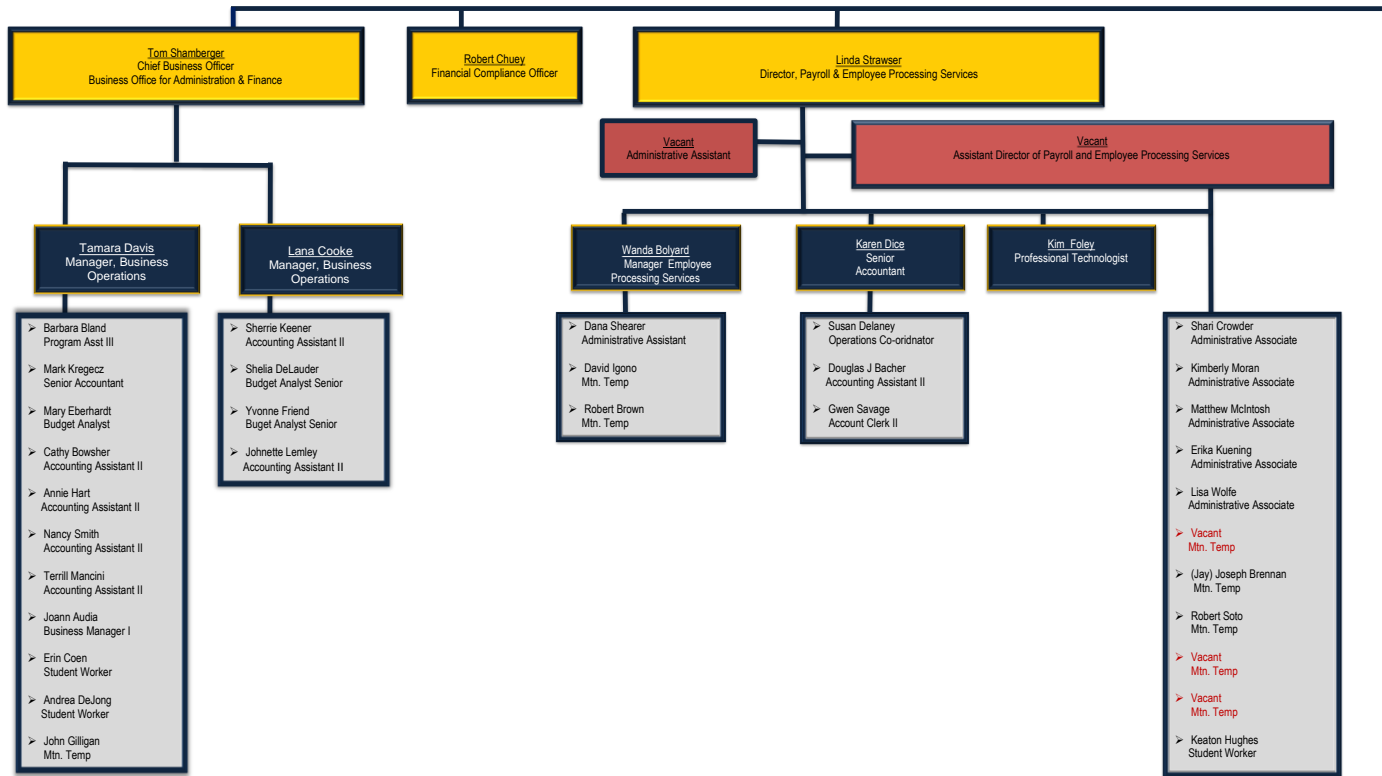 Tom Shamberger
Chief Business Officer
Business Office for Administration & Finance
Robert Chuey
Financial Compliance Officer
Linda Strawser
Director, Payroll & Employee Processing Services
Vacant
Administrative Assistant
Vacant
Assistant Director of Payroll and Employee Processing Services
Tamara Davis
Manager, Business
Operations
Lana Cooke
Manager, Business
Operations
Wanda Bolyard
Manager Employee
Processing Services
Karen Dice
Senior
Accountant
Kim Foley
Professional Technologist
➢ Barbara Bland
Program Asst III
➢ Mark Kregecz
Senior Accountant
➢ Mary Eberhardt
Budget Analyst
➢ Cathy Bowsher
Accounting Assistant II
➢ Annie Hart
Accounting Assistant II
➢ Nancy Smith
Accounting Assistant II
➢ Terrill Mancini
Accounting Assistant II
➢ Joann Audia
Business Manager I
➢ Erin Coen
Student Worker
➢ Andrea DeJong
Student Worker
➢ John Gilligan
Mtn. Temp
➢ Sherrie Keener
Accounting Assistant II
➢ Shelia DeLauder
Budget Analyst Senior
➢ Yvonne Friend
Buget Analyst Senior
➢ Johnette Lemley
Accounting Assistant II
➢ Dana Shearer
Administrative Assistant
➢ David Igono
Mtn. Temp
➢ Robert Brown
Mtn. Temp
➢ Susan Delaney
Operations Co-oridnator
➢ Douglas J Bacher
Accounting Assistant II
➢ Gwen Savage
Account Clerk II
➢ Shari Crowder
Administrative Associate
➢ Kimberly Moran
Administrative Associate
➢ Matthew McIntosh
Administrative Associate
➢ Erika Kuening
Administrative Associate
➢ Lisa Wolfe
Administrative Associate
➢ Vacant
Mtn. Temp
➢ (Jay) Joseph Brennan
Mtn. Temp
➢ Robert Soto
Mtn. Temp
➢ Vacant
Mtn. Temp
➢ Vacant
Mtn. Temp
➢ Keaton Hughes
Student Worker